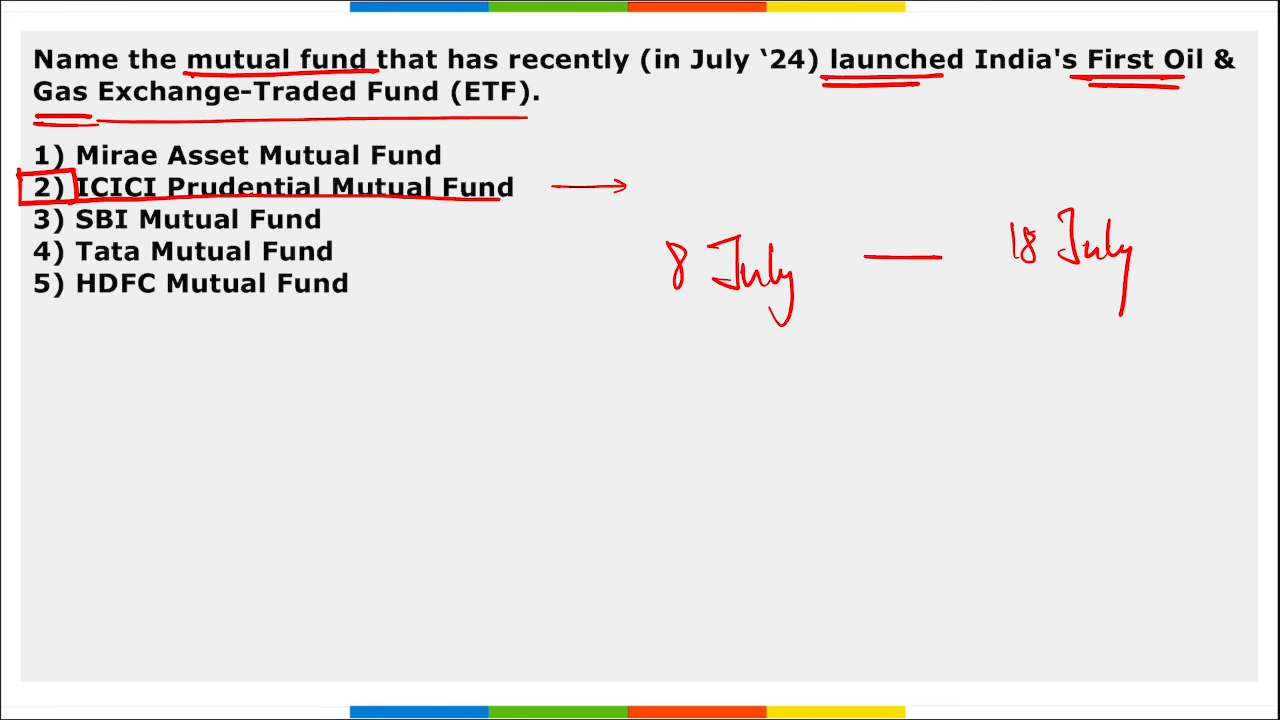 Name the mutual fund that has recently (in July ‘24) launched India's First Oil &
Gas Exchange-Traded Fund (ETF).
1) Mirae Asset Mutual Fund
2) ICICI Prudential Mutual Fund
3) SBI Mutual Fund
4) Tata Mutual Fund
5) HDFC Mutual Fund
8 July — 18 July